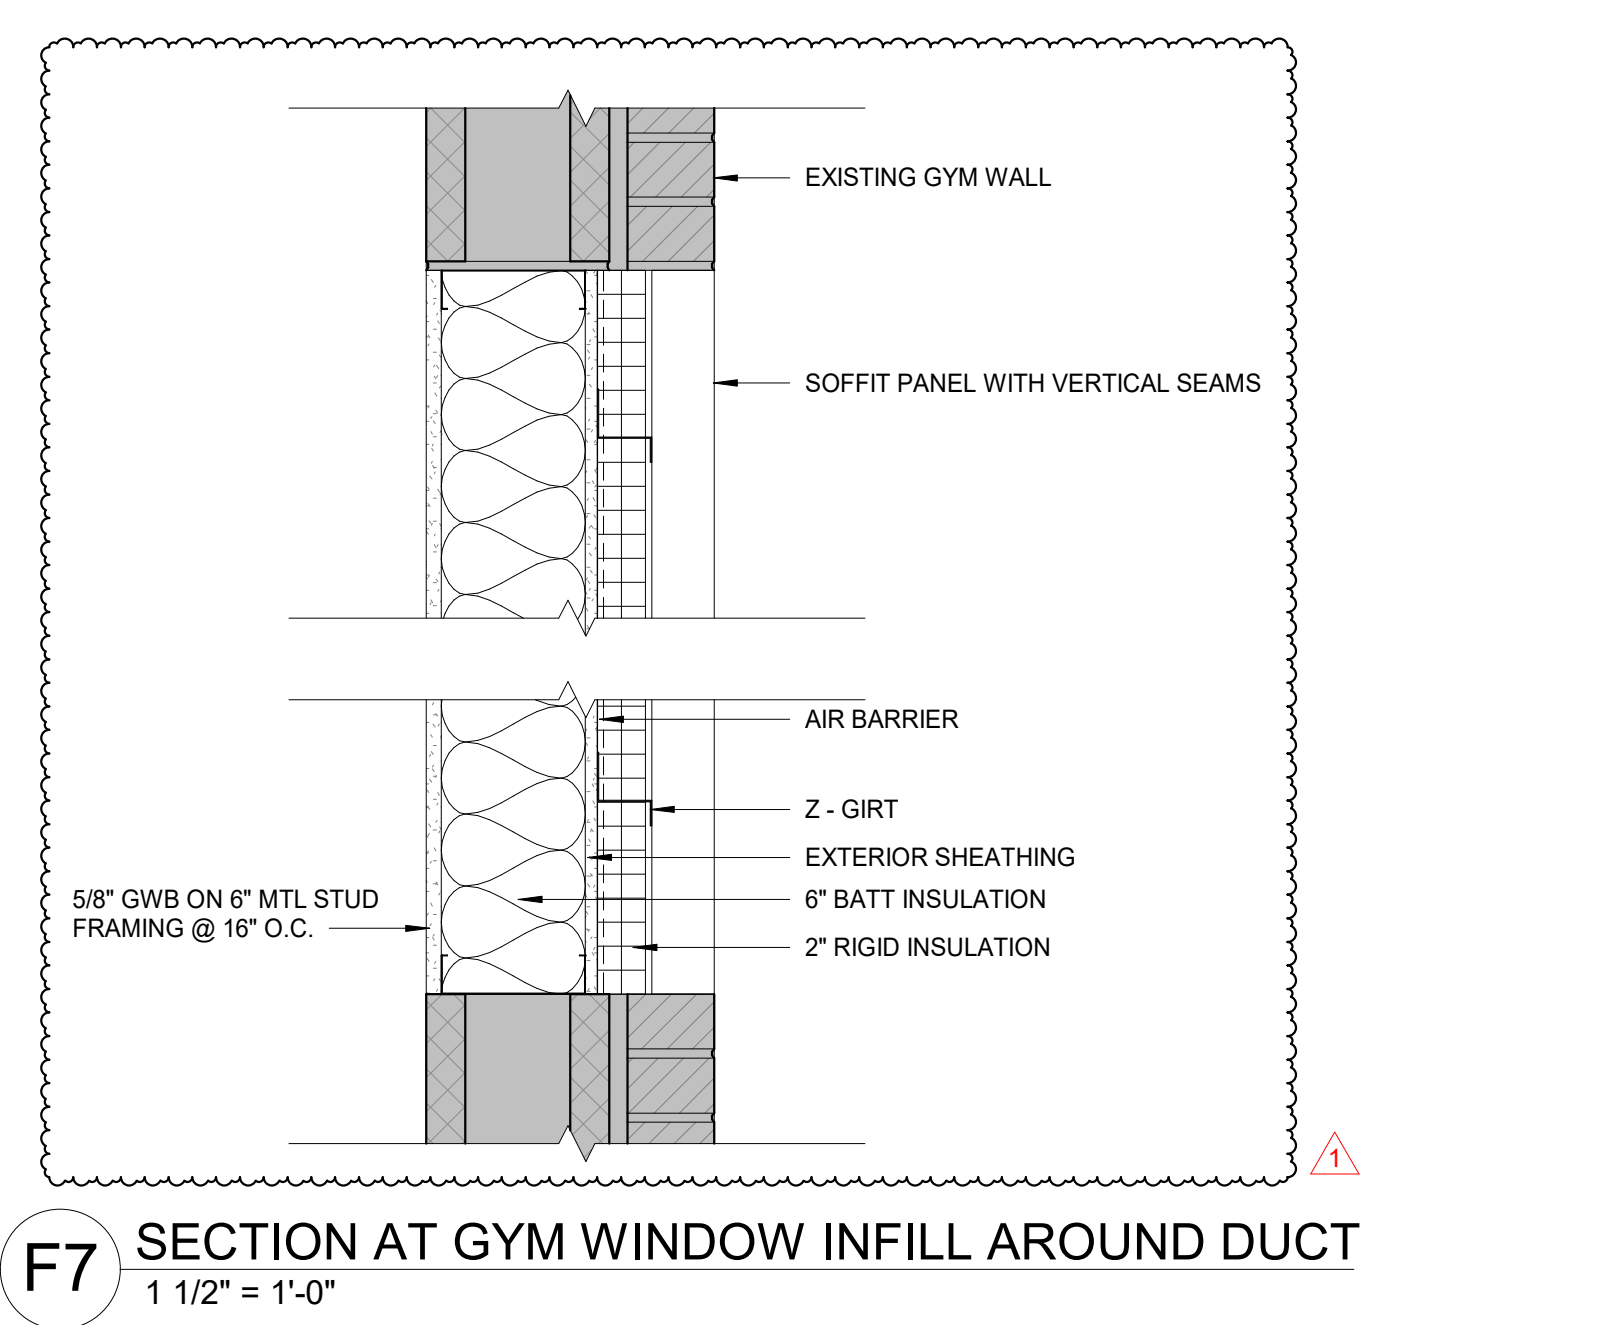 EXISTING GYM WALL
SOFFIT PANEL WITH VERTICAL SEAMS
AIR BARRIER
Z - GIRT
EXTERIOR SHEATHING
6" BATT INSULATION
2" RIGID INSULATION
5/8" GWB ON 6" MTL STUD
FRAMING @ 16" O.C.
1
F7
SECTION AT GYM WINDOW INFILL AROUND DUCT
1 1/2" = 1'-0"